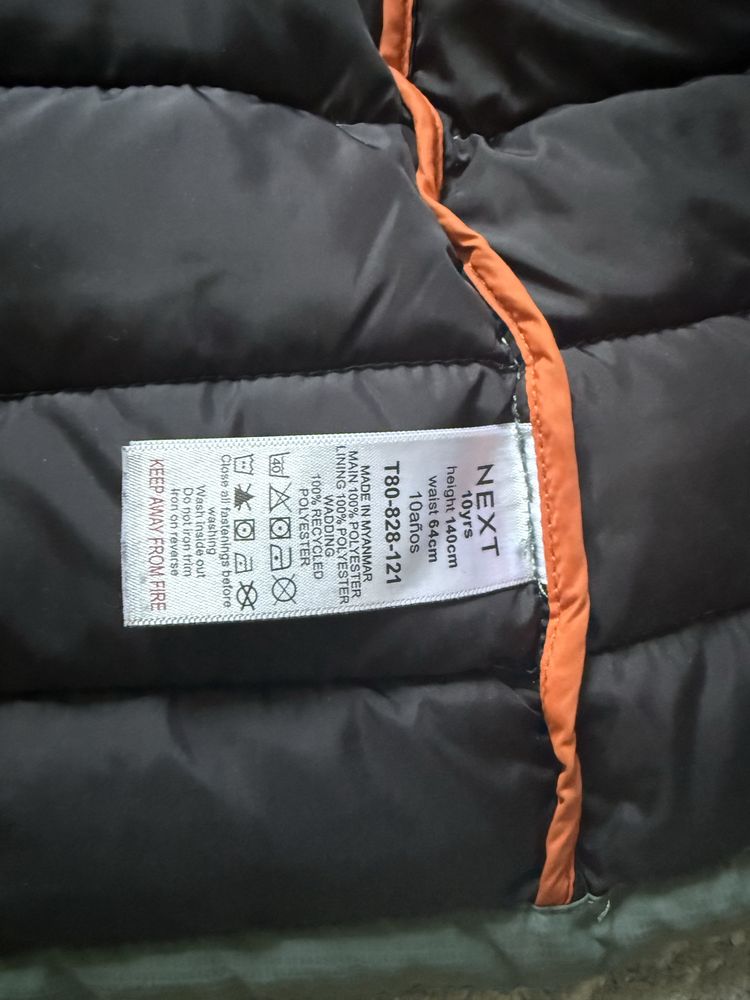 NEXT
10yrs
height 140cm
waist 64cm
10años
T80-828-121
MADE IN MYANMAR
MAIN 100% POLYESTER
LINING 100% POLYESTER
WADDING
100% RECYCLED
POLYESTER
40
Close all fastenings before
washing
Wash inside out
Do not iron trim
Iron on reverse
KEEP AWAY FROM FIRE